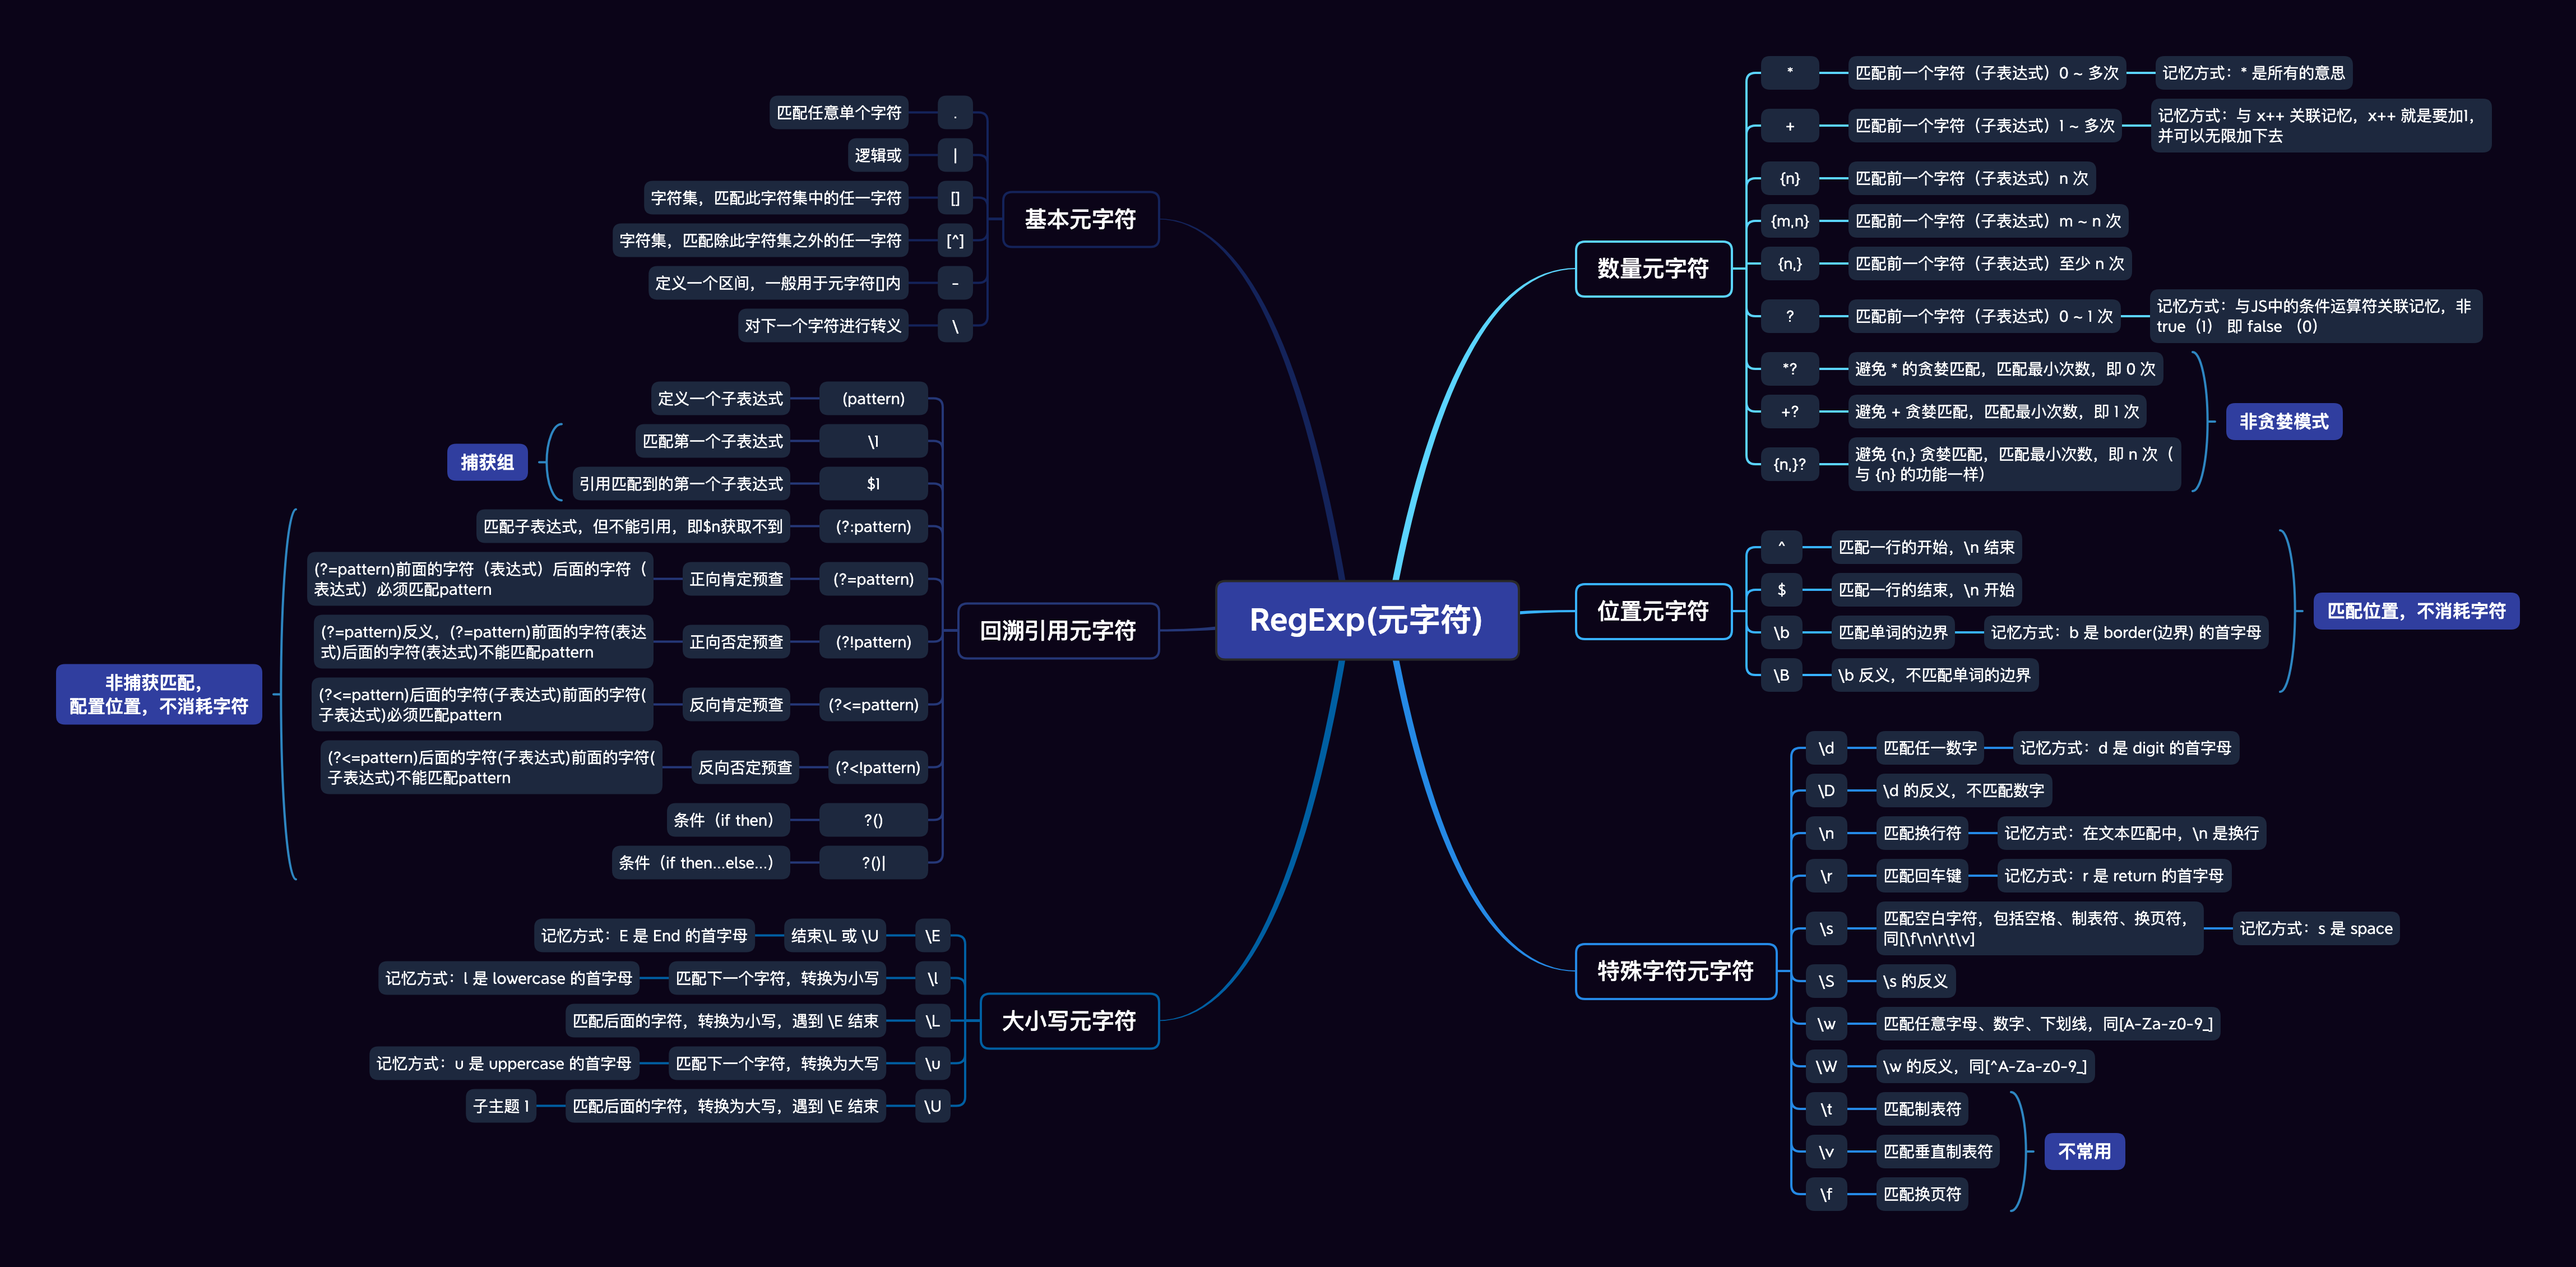 RegExp(元字符)
基本元字符
.
匹配任意单个字符
|
逻辑或
[]
字符集，匹配此字符集中的任一字符
[^]
字符集，匹配除此字符集之外的任一字符
-
定义一个区间，一般用于元字符[]内
\
对下一个字符进行转义
回溯引用元字符
(pattern)
定义一个子表达式
\1
匹配第一个子表达式
$1
引用匹配到的第一个子表达式
捕获组
(?:pattern)
匹配子表达式，但不能引用，即$n获取不到
(?=pattern)
正向肯定预查
(?=pattern)前面的字符（表达式）后面的字符（
表达式）必须匹配pattern
(?!pattern)
正向否定预查
(?=pattern)反义，(?=pattern)前面的字符(表达
式)后面的字符(表达式)不能匹配pattern
(?<=pattern)
反向肯定预查
(?<=pattern)后面的字符(子表达式)前面的字符(
子表达式)必须匹配pattern
(?<!pattern)
反向否定预查
(?<=pattern)后面的字符(子表达式)前面的字符(
子表达式)不能匹配pattern
?()
条件（if then）
?()|
条件（if then...else...）
非捕获匹配，
配置位置，不消耗字符
大小写元字符
\E
结束\L 或 \U
记忆方式：E 是 End 的首字母
\l
匹配下一个字符，转换为小写
记忆方式：l 是 lowercase 的首字母
\L
匹配后面的字符，转换为小写，遇到 \E 结束
\u
匹配下一个字符，转换为大写
记忆方式：u 是 uppercase 的首字母
\U
匹配后面的字符，转换为大写，遇到 \E 结束
子主题 1
数量元字符
*
匹配前一个字符（子表达式）0 ~ 多次
记忆方式：* 是所有的意思
+
匹配前一个字符（子表达式）1 ~ 多次
记忆方式：与 x++ 关联记忆，x++ 就是要加1，
并可以无限加下去
{n}
匹配前一个字符（子表达式）n 次
{m,n}
匹配前一个字符（子表达式）m ~ n 次
{n,}
匹配前一个字符（子表达式）至少 n 次
?
匹配前一个字符（子表达式）0 ~ 1 次
记忆方式：与JS中的条件运算符关联记忆，非
true（1） 即 false （0）
*?
避免 * 的贪婪匹配，匹配最小次数，即 0 次
+?
避免 + 贪婪匹配，匹配最小次数，即 1 次
{n,}?
避免 {n,} 贪婪匹配，匹配最小次数，即 n 次（
与 {n} 的功能一样）
非贪婪模式
位置元字符
^
匹配一行的开始，\n 结束
$
匹配一行的结束，\n 开始
\b
匹配单词的边界
记忆方式：b 是 border(边界) 的首字母
\B
\b 反义，不匹配单词的边界
匹配位置，不消耗字符
特殊字符元字符
\d
匹配任一数字
记忆方式：d 是 digit 的首字母
\D
\d 的反义，不匹配数字
\n
匹配换行符
记忆方式：在文本匹配中，\n 是换行
\r
匹配回车键
记忆方式：r 是 return 的首字母
\s
匹配空白字符，包括空格、制表符、换页符，
同[\f\n\r\t\v]
记忆方式：s 是 space
\S
\s 的反义
\w
匹配任意字母、数字、下划线，同[A-Za-z0-9_]
\W
\w 的反义，同[^A-Za-z0-9_]
\t
匹配制表符
\v
匹配垂直制表符
\f
匹配换页符
不常用